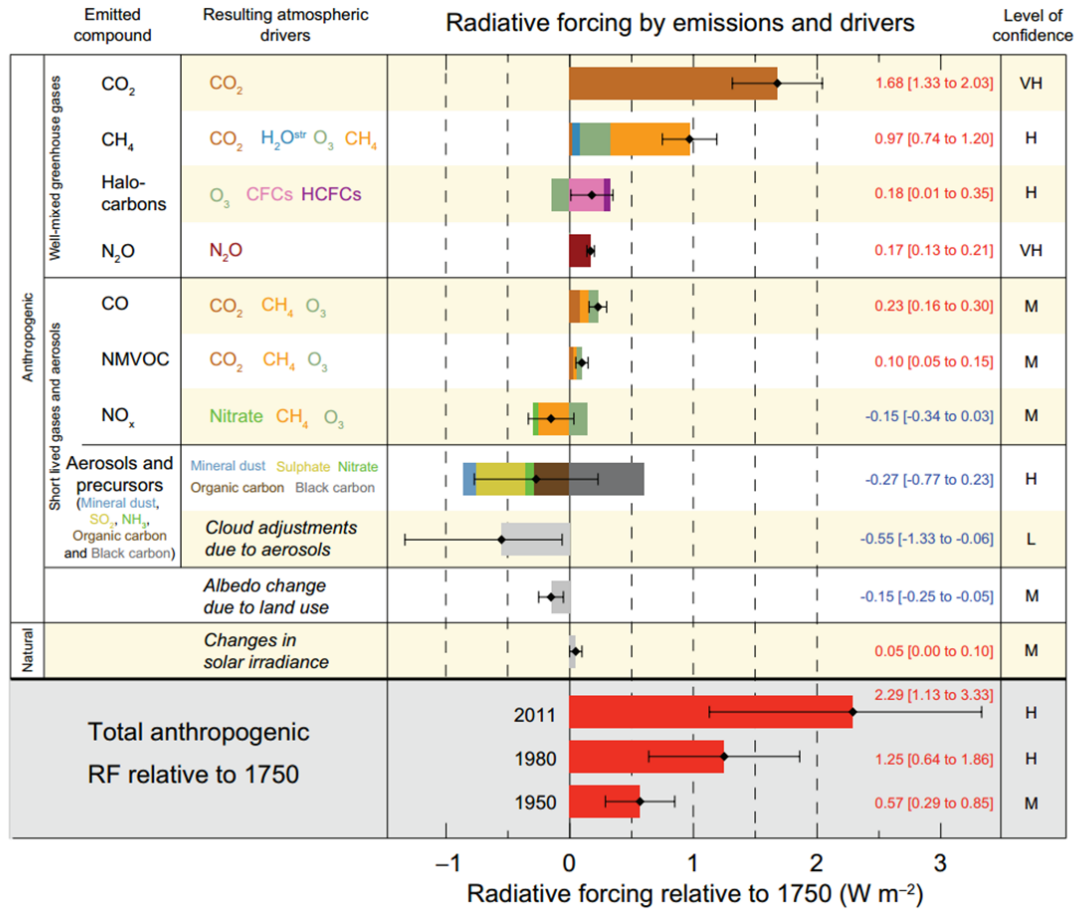 Emitted compound
Resulting atmospheric drivers
Radiative forcing by emissions and drivers
Level of confidence
Anthropogenic
Well-mixed greenhouse gases
CO₂
CO₂
1.68 [1.33 to 2.03]
VH
CH₄
CO₂ H₂Oˢᵗʳ O₃ CH₄
0.97 [0.74 to 1.20]
H
Halo-
carbons
O₃ CFCs HCFCs
0.18 [0.01 to 0.35]
H
N₂O
N₂O
0.17 [0.13 to 0.21]
VH
Short lived gases and aerosols
CO
CO₂ CH₄ O₃
0.23 [0.16 to 0.30]
M
NMVOC
CO₂ CH₄ O₃
0.10 [0.05 to 0.15]
M
NOₓ
Nitrate CH₄ O₃
-0.15 [-0.34 to 0.03]
M
Aerosols and
precursors
(Mineral dust,
SO₂, NH₃,
Organic carbon
and Black carbon)
Mineral dust Sulphate Nitrate
Organic carbon Black carbon
-0.27 [-0.77 to 0.23]
H
Cloud adjustments
due to aerosols
-0.55 [-1.33 to -0.06]
L
Albedo change
due to land use
-0.15 [-0.25 to -0.05]
M
Natural
Changes in
solar irradiance
0.05 [0.00 to 0.10]
M
Total anthropogenic
RF relative to 1750
2011
2.29 [1.13 to 3.33]
H
1980
1.25 [0.64 to 1.86]
H
1950
0.57 [0.29 to 0.85]
M
−1 0 1 2 3
Radiative forcing relative to 1750 (W m⁻²)